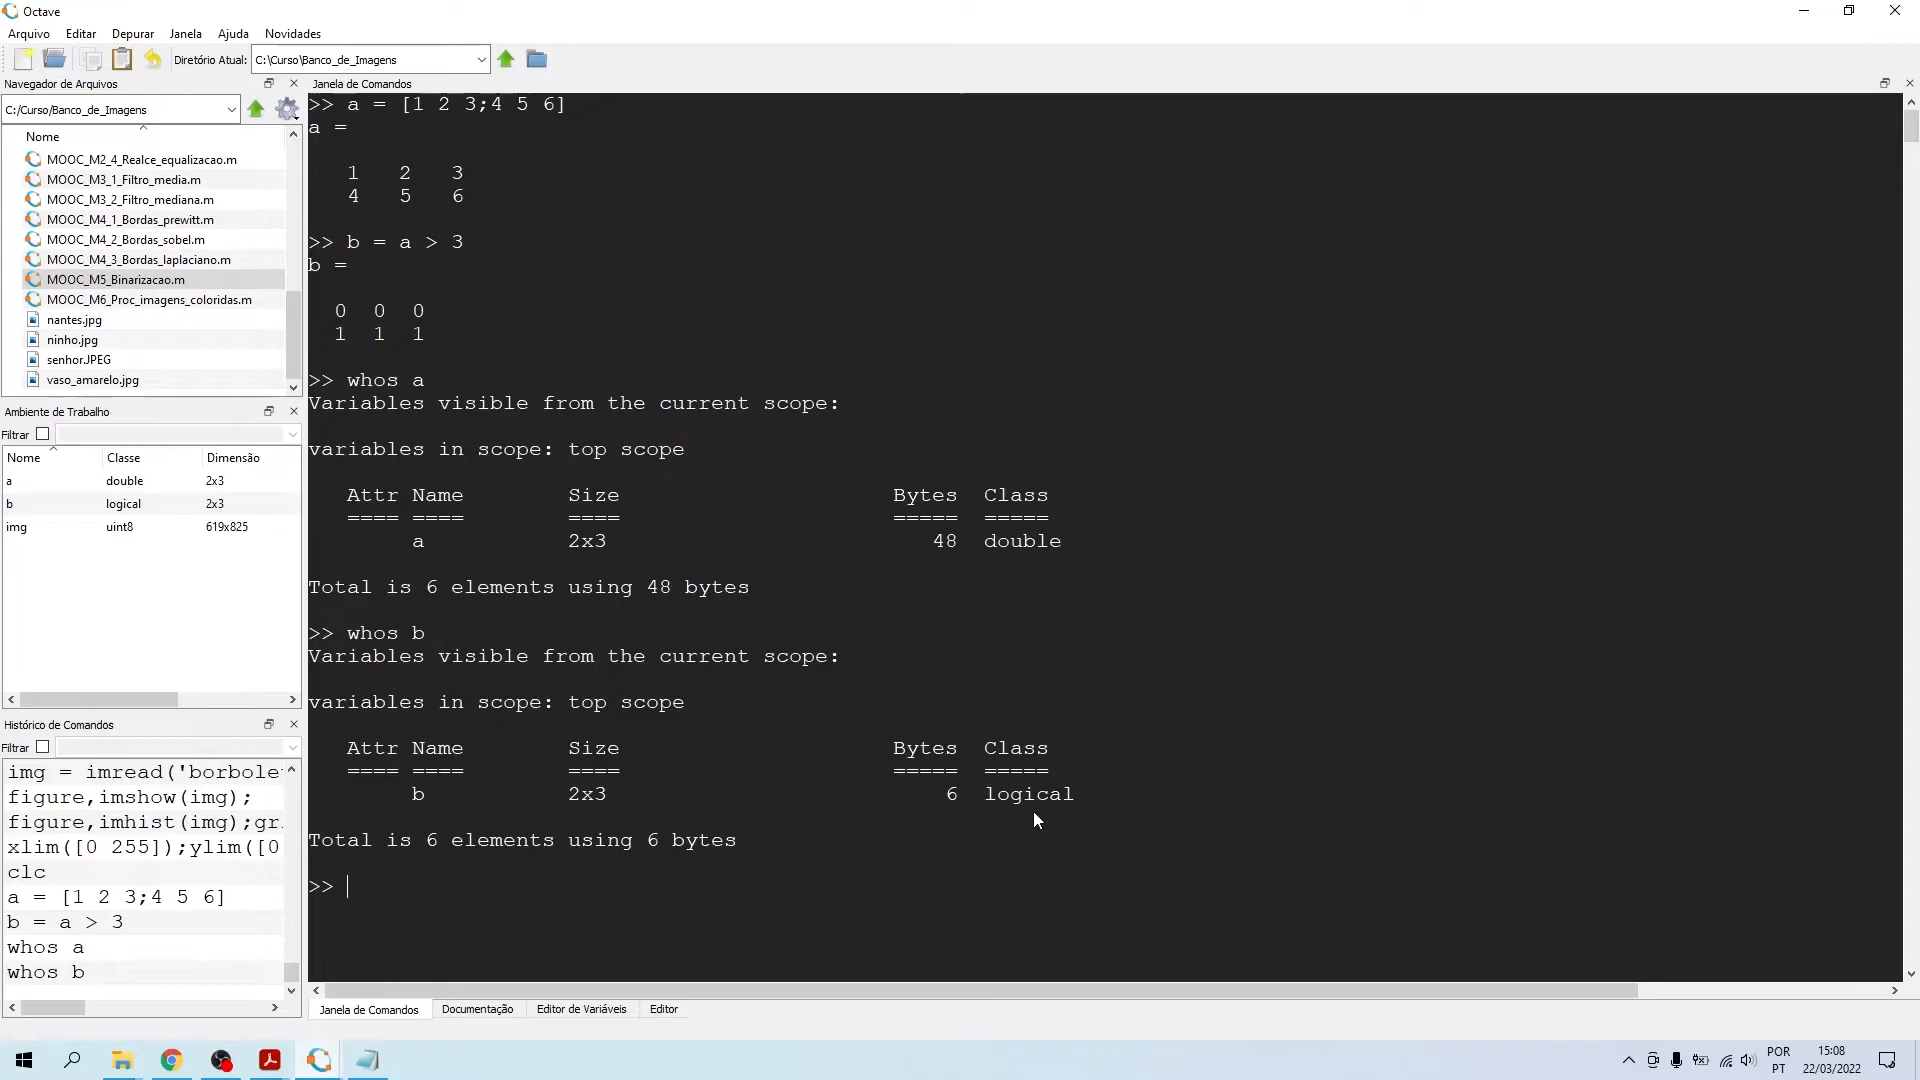 Octave
Arquivo Editar Depurar Janela Ajuda Novidades
Diretório Atual: C:\Curso\Banco_de_Imagens
Navegador de Arquivos
C:/Curso/Banco_de_Imagens
Nome
MOOC_M2_4_Realce_equalizacao.m
MOOC_M3_1_Filtro_media.m
MOOC_M3_2_Filtro_mediana.m
MOOC_M4_1_Bordas_prewitt.m
MOOC_M4_2_Bordas_sobel.m
MOOC_M4_3_Bordas_laplaciano.m
MOOC_M5_Binarizacao.m
MOOC_M6_Proc_imagens_coloridas.m
nantes.jpg
ninho.jpg
senhor.JPEG
vaso_amarelo.jpg
Ambiente de Trabalho
Filtrar
Nome Classe Dimensão
a double 2x3
b logical 2x3
img uint8 619x825
Histórico de Comandos
Filtrar
img = imread('borbole
figure,imshow(img);
figure,imhist(img);gr
xlim([0 255]);ylim([0
clc
a = [1 2 3;4 5 6]
b = a > 3
whos a
whos b
Janela de Comandos
>> a = [1 2 3;4 5 6]
a =
1 2 3
4 5 6
>> b = a > 3
b =
0 0 0
1 1 1
>> whos a
Variables visible from the current scope:
variables in scope: top scope
Attr Name Size Bytes Class
==== ==== ==== ===== =====
a 2x3 48 double
Total is 6 elements using 48 bytes
>> whos b
Variables visible from the current scope:
variables in scope: top scope
Attr Name Size Bytes Class
==== ==== ==== ===== =====
b 2x3 6 logical
Total is 6 elements using 6 bytes
>>
Janela de Comandos Documentação Editor de Variáveis Editor
POR
PT
15:08
22/03/2022